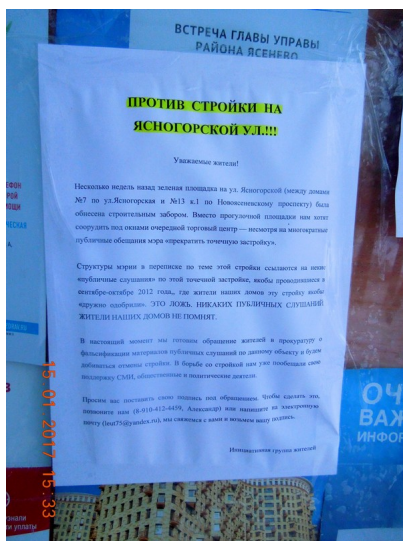 ВСТРЕЧА ГЛАВЫ УПРАВЫ
РАЙОНА ЯСЕНЕВО
ПРОТИВ СТРОЙКИ НА
ЯСНОГОРСКОЙ УЛ.!!!
Уважаемые жители!
Несколько недель назад зеленая площадка на ул. Ясногорской (между домами
№7 по ул.Ясногорская и №13 к.1 по Новоясеневскому проспекту) была
обнесена строительным забором. Вместо прогулочной площадки нам хотят
соорудить под окнами очередной торговый центр — несмотря на многократные
публичные обещания мэра «прекратить точечную застройку».
Структуры мэрии в переписке по теме этой стройки ссылаются на некие
«публичные слушания» по этой точечной застройке, якобы проводившиеся в
сентябре-октябре 2012 года,, где жители наших домов эту стройку якобы
«дружно одобрили». ЭТО ЛОЖЬ. НИКАКИХ ПУБЛИЧНЫХ СЛУШАНИЙ
ЖИТЕЛИ НАШИХ ДОМОВ НЕ ПОМНЯТ.
В настоящий момент мы готовим обращение жителей в прокуратуру о
фальсификации материалов публичных слушаний по данному объекту и будем
добиваться отмены стройки. В борьбе со стройкой нам уже пообещали свою
поддержку СМИ, общественные и политические деятели.
Просим вас поставить свою подпись под обращением. Чтобы сделать это,
позвоните нам (8-910-412-4459, Александр) или напишите на электронную
почту (leut75@yandex.ru), мы свяжемся с вами и возьмем вашу подпись.
Инициативная группа жителей
15 01 2017 15:33
ОЧ
ВАЖ
ИНФОР